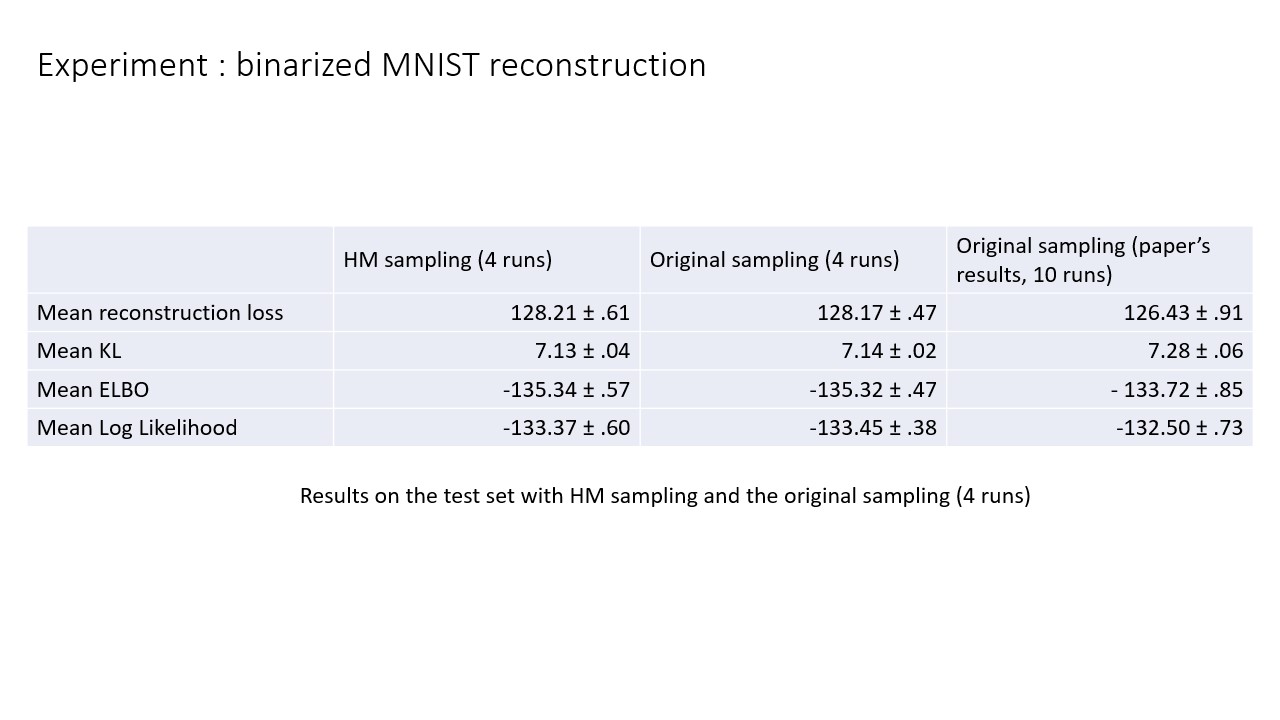 Experiment : binarized MNIST reconstruction
HM sampling (4 runs)
Original sampling (4 runs)
Original sampling (paper’s
results, 10 runs)
Mean reconstruction loss
128.21 ± .61
128.17 ± .47
126.43 ± .91
Mean KL
7.13 ± .04
7.14 ± .02
7.28 ± .06
Mean ELBO
-135.34 ± .57
-135.32 ± .47
- 133.72 ± .85
Mean Log Likelihood
-133.37 ± .60
-133.45 ± .38
-132.50 ± .73
Results on the test set with HM sampling and the original sampling (4 runs)